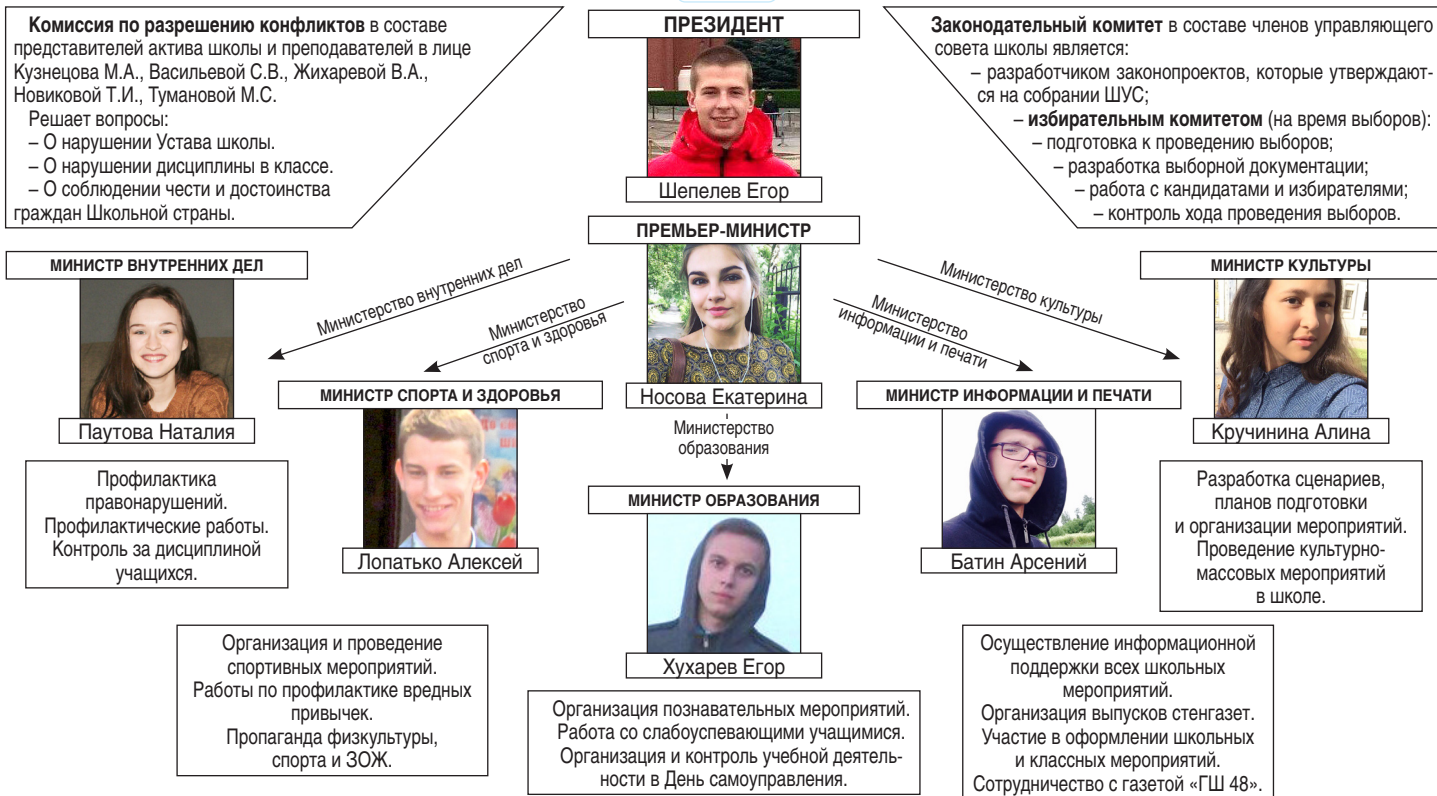 Комиссия по разрешению конфликтов в составе
представителей актива школы и преподавателей в лице
Кузнецова М.А., Васильевой С.В., Жихаревой В.А.,
Новиковой Т.И., Тумановой М.С.
Решает вопросы:
– О нарушении Устава школы.
– О нарушении дисциплины в классе.
– О соблюдении чести и достоинства
граждан Школьной страны.
ПРЕЗИДЕНТ
Шепелев Егор
Законодательный комитет в составе членов управляющего
совета школы является:
– разработчиком законопроектов, которые утверждают-
ся на собрании ШУС;
– избирательным комитетом (на время выборов):
– подготовка к проведению выборов;
– разработка выборной документации;
– работа с кандидатами и избирателями;
– контроль хода проведения выборов.
ПРЕМЬЕР-МИНИСТР
Носова Екатерина
Министерство внутренних дел
Министерство
спорта и здоровья
Министерство
образования
Министерство
информации и печати
Министерство культуры
МИНИСТР ВНУТРЕННИХ ДЕЛ
Паутова Наталия
Профилактика
правонарушений.
Профилактические работы.
Контроль за дисциплиной
учащихся.
МИНИСТР СПОРТА И ЗДОРОВЬЯ
Лопатько Алексей
Организация и проведение
спортивных мероприятий.
Работы по профилактике вредных
привычек.
Пропаганда физкультуры,
спорта и ЗОЖ.
МИНИСТР ОБРАЗОВАНИЯ
Хухарев Егор
Организация познавательных мероприятий.
Работа со слабоуспевающими учащимися.
Организация и контроль учебной деятель-
ности в День самоуправления.
МИНИСТР ИНФОРМАЦИИ И ПЕЧАТИ
Батин Арсений
Осуществление информационной
поддержки всех школьных
мероприятий.
Организация выпусков стенгазет.
Участие в оформлении школьных
и классных мероприятий.
Сотрудничество с газетой «ГШ 48».
МИНИСТР КУЛЬТУРЫ
Кручинина Алина
Разработка сценариев,
планов подготовки
и организации мероприятий.
Проведение культурно-
массовых мероприятий
в школе.